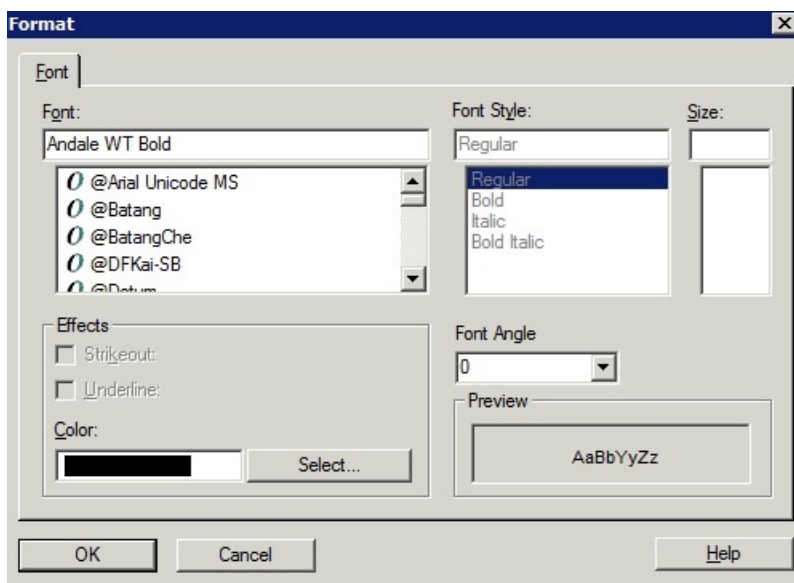 Format
Font
Font:
Font Style:
Size:
Andale WT Bold
Regular
@Arial Unicode MS
@Batang
@BatangChe
@DFKai-SB
@Dotum
Regular
Bold
Italic
Bold Italic
Effects
Strikeout:
Underline:
Color:
Select...
Font Angle
0
Preview
AaBbYyZz
OK
Cancel
Help